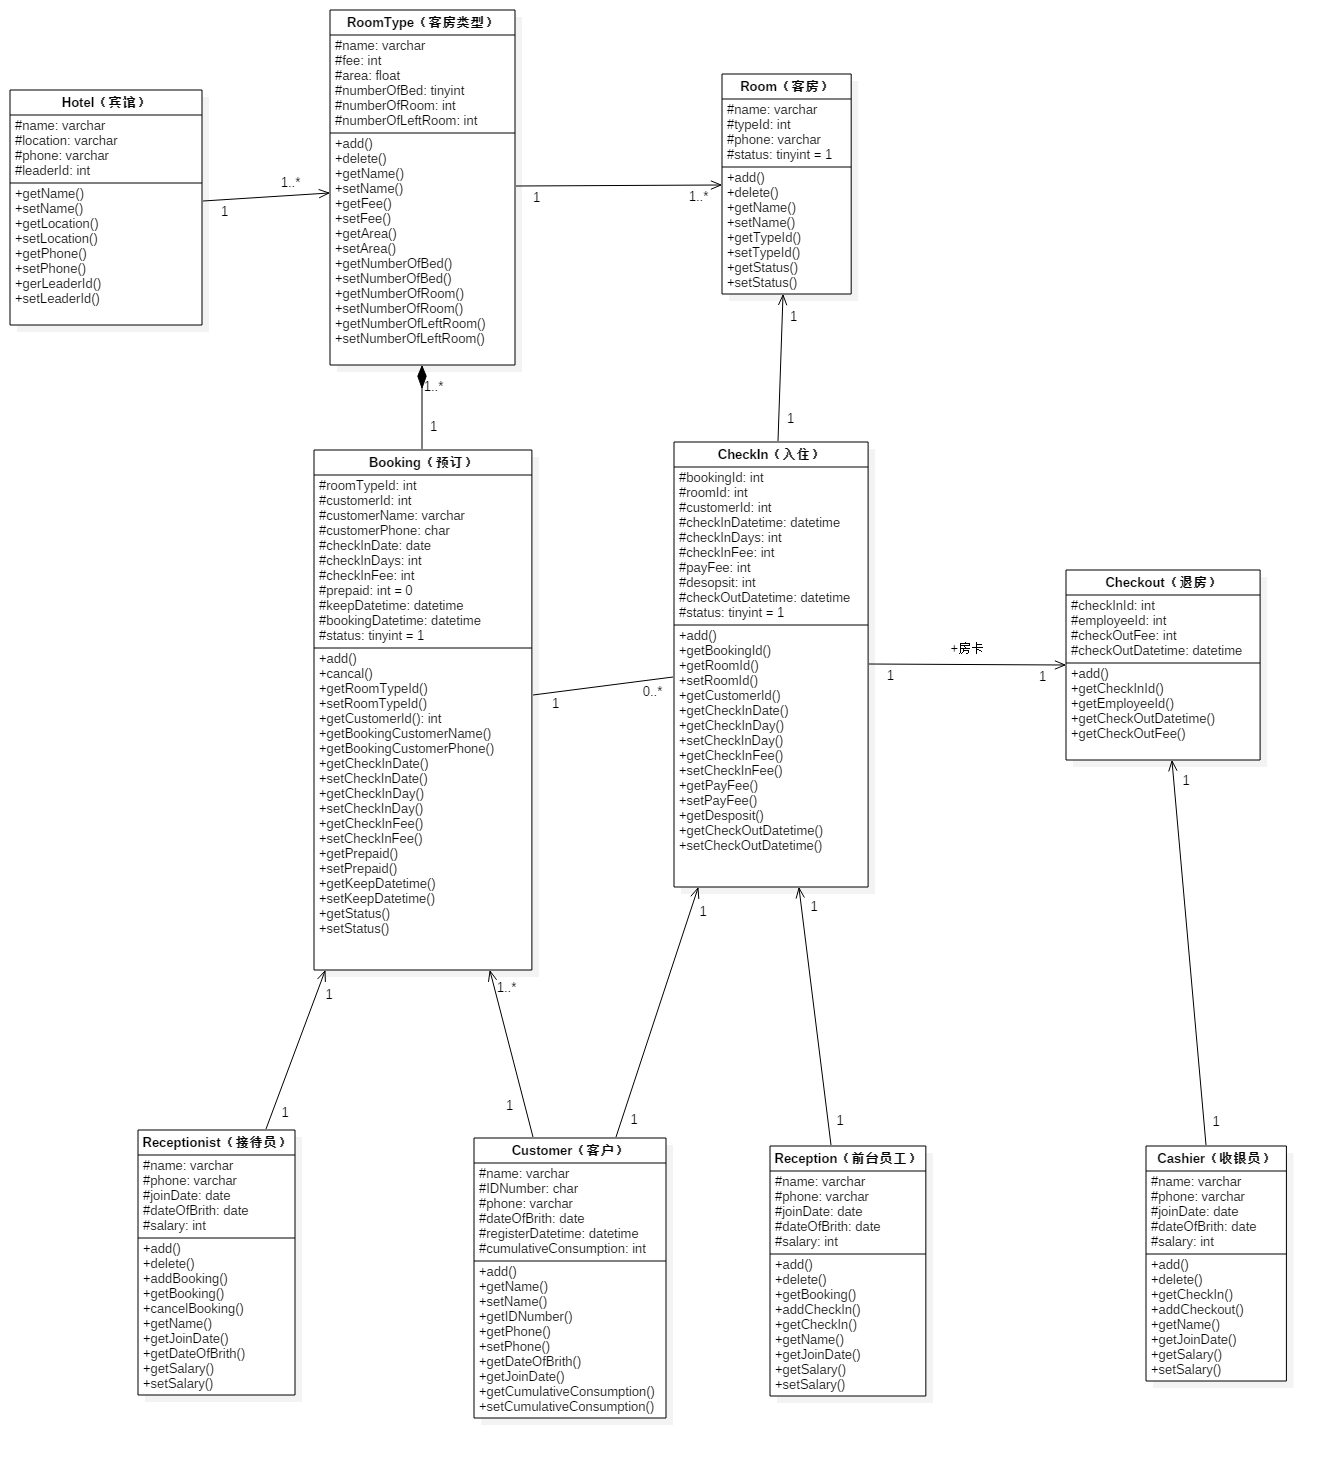 RoomType（客房类型）
#name: varchar
#fee: int
#area: float
#numberOfBed: tinyint
#numberOfRoom: int
#numberOfLeftRoom: int
+add()
+delete()
+getName()
+setName()
+getFee()
+setFee()
+getArea()
+setArea()
+getNumberOfBed()
+setNumberOfBed()
+getNumberOfRoom()
+setNumberOfRoom()
+getNumberOfLeftRoom()
+setNumberOfLeftRoom()
Room（客房）
#name: varchar
#typeId: int
#phone: varchar
#status: tinyint = 1
+add()
+delete()
+getName()
+setName()
+getTypeId()
+setTypeId()
+getStatus()
+setStatus()
Hotel（宾馆）
#name: varchar
#location: varchar
#phone: varchar
#leaderId: int
+getName()
+setName()
+getLocation()
+setLocation()
+getPhone()
+setPhone()
+gerLeaderId()
+setLeaderId()
1..*
1
1
1..*
1
1..*
1
1
Booking（预订）
#roomTypeId: int
#customerId: int
#customerName: varchar
#customerPhone: char
#checkInDate: date
#checkInDays: int
#checkInFee: int
#prepaid: int = 0
#keepDatetime: datetime
#bookingDatetime: datetime
#status: tinyint = 1
+add()
+cancal()
+getRoomTypeId()
+setRoomTypeId()
+getCustomerId(): int
+getBookingCustomerName()
+getBookingCustomerPhone()
+getCheckInDate()
+setCheckInDate()
+getCheckInDay()
+setCheckInDay()
+getCheckInFee()
+setCheckInFee()
+getPrepaid()
+setPrepaid()
+getKeepDatetime()
+setKeepDatetime()
+getStatus()
+setStatus()
CheckIn（入住）
#bookingId: int
#roomId: int
#customerId: int
#checkInDatetime: datetime
#checkInDays: int
#checkInFee: int
#payFee: int
#desopsit: int
#checkOutDatetime: datetime
#status: tinyint = 1
+add()
+getBookingId()
+getRoomId()
+setRoomId()
+getCustomerId()
+getCheckInDate()
+getCheckInDay()
+setCheckInDay()
+getCheckInFee()
+setCheckInFee()
+getPayFee()
+setPayFee()
+getDesposit()
+getCheckOutDatetime()
+setCheckOutDatetime()
Checkout（退房）
#checkInId: int
#employeeId: int
#checkOutFee: int
#checkOutDatetime: datetime
+add()
+getCheckInId()
+getEmployeeId()
+getCheckOutDatetime()
+getCheckOutFee()
+房卡
1
1
0..*
1
1
1
1
1..*
1
1
1
1
1
1
1
Receptionist（接待员）
#name: varchar
#phone: varchar
#joinDate: date
#dateOfBrith: date
#salary: int
+add()
+delete()
+addBooking()
+getBooking()
+cancelBooking()
+getName()
+getJoinDate()
+getDateOfBrith()
+getSalary()
+setSalary()
Customer（客户）
#name: varchar
#IDNumber: char
#phone: varchar
#dateOfBrith: date
#registerDatetime: datetime
#cumulativeConsumption: int
+add()
+getName()
+setName()
+getIDNumber()
+getPhone()
+setPhone()
+getDateOfBrith()
+getJoinDate()
+getCumulativeConsumption()
+setCumulativeConsumption()
Reception（前台员工）
#name: varchar
#phone: varchar
#joinDate: date
#dateOfBrith: date
#salary: int
+add()
+delete()
+getBooking()
+addCheckIn()
+getCheckIn()
+getName()
+getJoinDate()
+getSalary()
+setSalary()
Cashier（收银员）
#name: varchar
#phone: varchar
#joinDate: date
#dateOfBrith: date
#salary: int
+add()
+delete()
+getCheckIn()
+addCheckout()
+getName()
+getJoinDate()
+getSalary()
+setSalary()